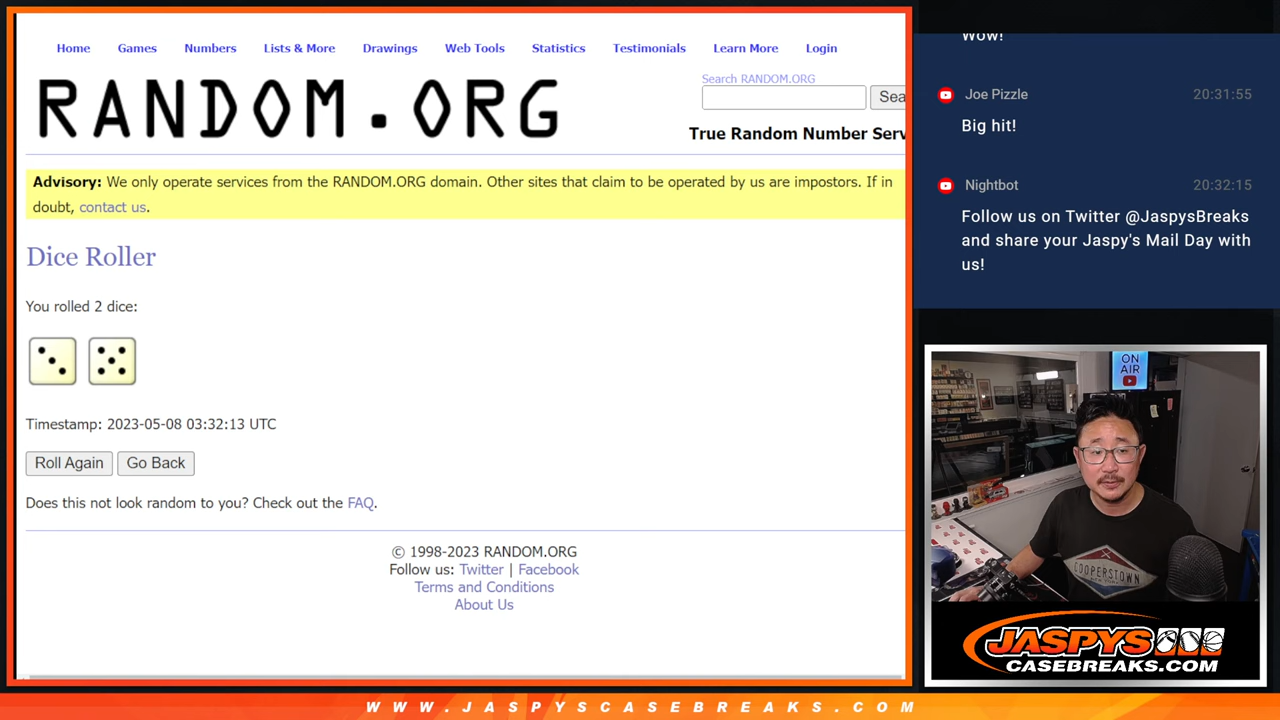 Home Games Numbers Lists & More Drawings Web Tools Statistics Testimonials Learn More Login
RANDOM.ORG
Search RANDOM.ORG
Sea
True Random Number Serv
Advisory: We only operate services from the RANDOM.ORG domain. Other sites that claim to be operated by us are impostors. If in
doubt, contact us.
Dice Roller
You rolled 2 dice:
Timestamp: 2023-05-08 03:32:13 UTC
Roll Again Go Back
Does this not look random to you? Check out the FAQ.
© 1998-2023 RANDOM.ORG
Follow us: Twitter | Facebook
Terms and Conditions
About Us
Wow!
Joe Pizzle 20:31:55
Big hit!
Nightbot 20:32:15
Follow us on Twitter @JaspysBreaks
and share your Jaspy's Mail Day with
us!
ON
AIR
COOPERSTOWN
JASPYS
CASEBREAKS.COM
WWW.JASPYSCASEBREAKS.COM